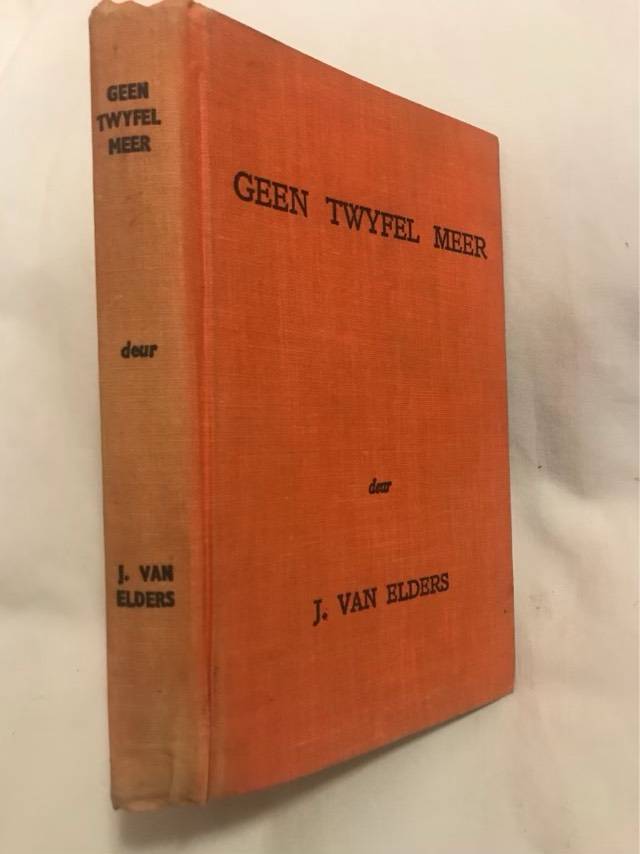 GEEN
TWYFEL
MEER
deur
J. VAN
ELDERS
GEEN TWYFEL MEER
deur
J. VAN ELDERS